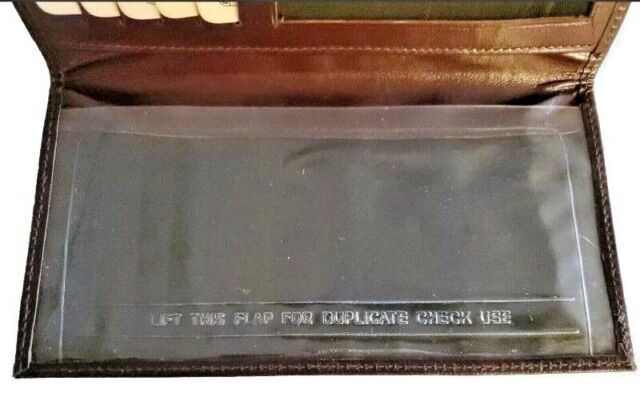 LIFT THIS FLAP FOR DUPLICATE CHECK USE